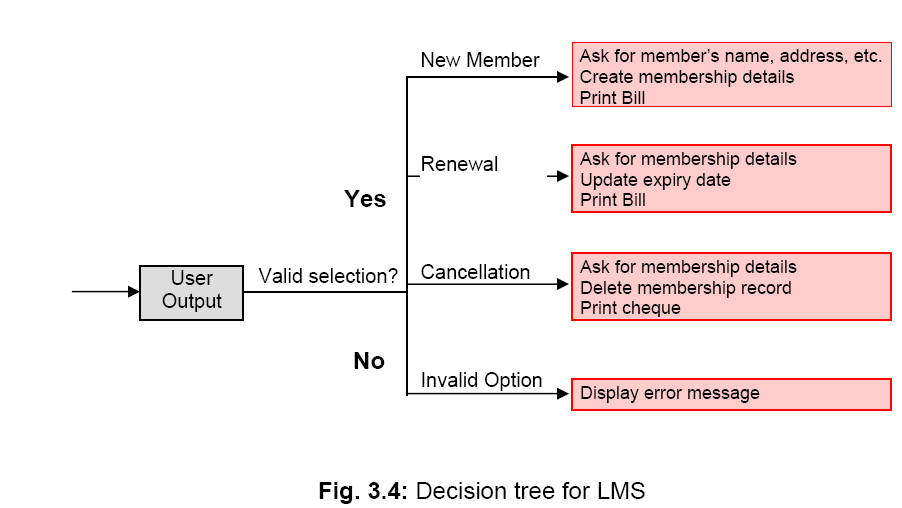 New Member
Ask for member's name, address, etc.
Create membership details
Print Bill
Renewal
Ask for membership details
Update expiry date
Print Bill
Yes
User
Output
Valid selection?
Cancellation
Ask for membership details
Delete membership record
Print cheque
No
Invalid Option
Display error message
Fig. 3.4: Decision tree for LMS